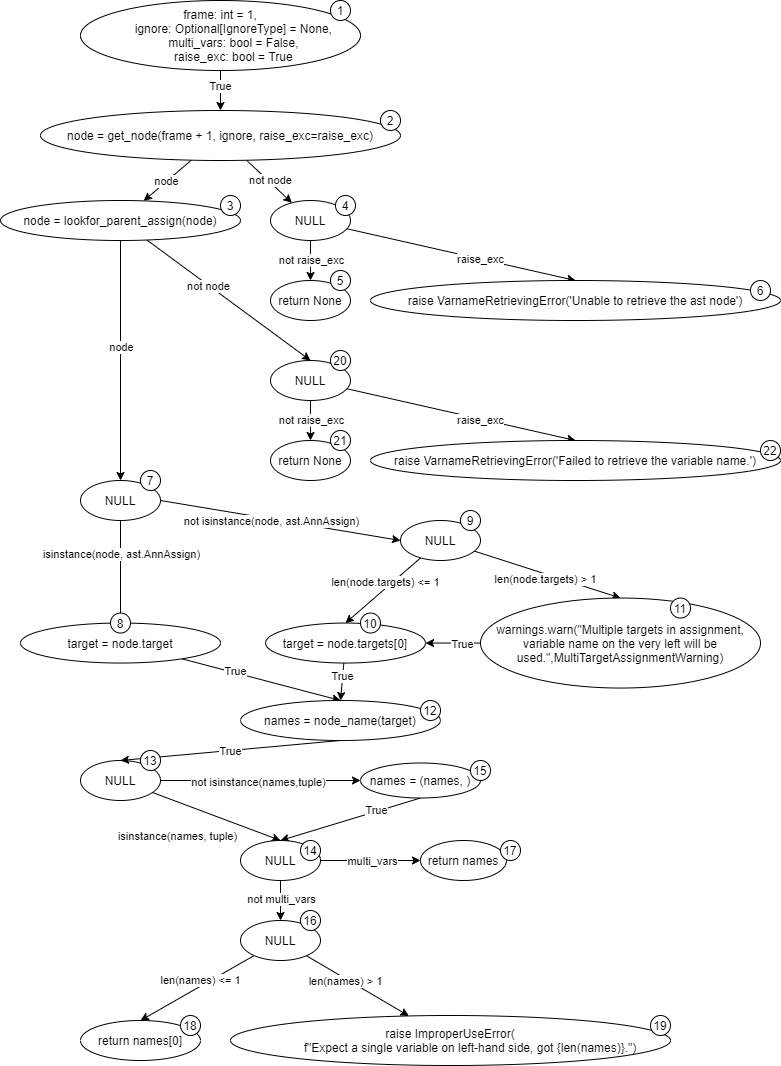 1
frame: int = 1,
ignore: Optional[IgnoreType] = None,
multi_vars: bool = False,
raise_exc: bool = True
True
2
node = get_node(frame + 1, ignore, raise_exc=raise_exc)
node
not node
3
node = lookfor_parent_assign(node)
4
NULL
not raise_exc
raise_exc
5
return None
6
raise VarnameRetrievingError('Unable to retrieve the ast node')
not node
node
20
NULL
not raise_exc
raise_exc
21
return None
22
raise VarnameRetrievingError('Failed to retrieve the variable name.')
7
NULL
not isinstance(node, ast.AnnAssign)
isinstance(node, ast.AnnAssign)
9
NULL
len(node.targets) <= 1
len(node.targets) > 1
8
target = node.target
10
target = node.targets[0]
True
11
warnings.warn("Multiple targets in assignment,
variable name on the very left will be
used.",MultiTargetAssignmentWarning)
True
True
12
names = node_name(target)
True
13
NULL
not isinstance(names,tuple)
15
names = (names, )
True
isinstance(names, tuple)
14
NULL
multi_vars
17
return names
not multi_vars
16
NULL
len(names) <= 1
len(names) > 1
18
return names[0]
19
raise ImproperUseError(
f"Expect a single variable on left-hand side, got {len(names)}.")